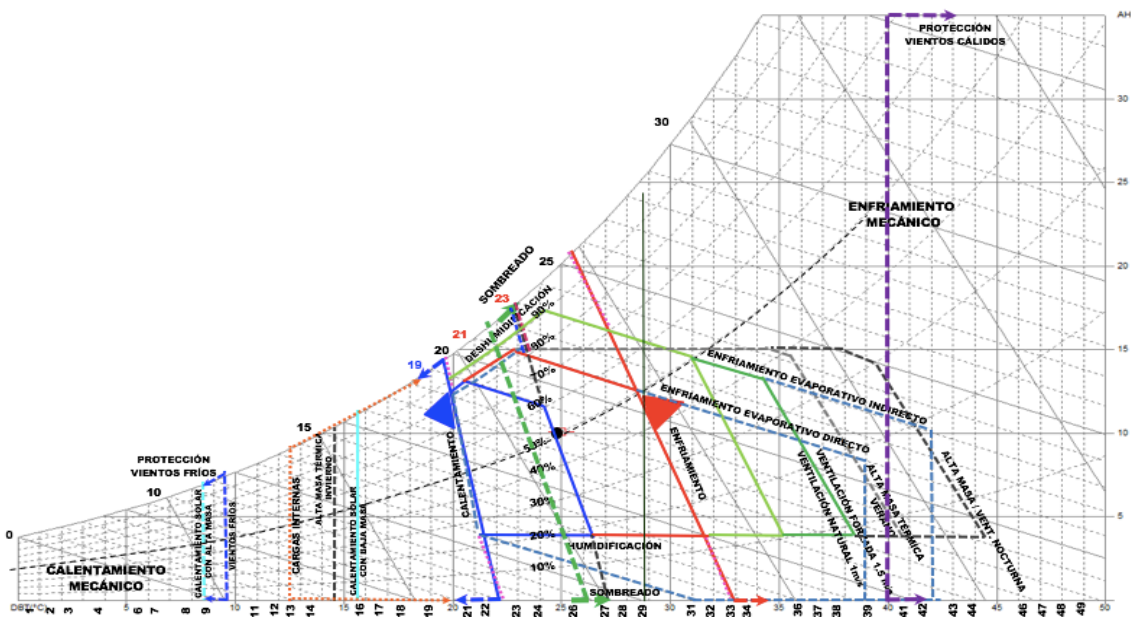 AH
PROTECCIÓN
VIENTOS CÁLIDOS
30
30
25
ENFRIAMIENTO
MECÁNICO
20
SOMBREADO
25
23
DESHUMIDIFICACIÓN
90%
21
20
80%
15
19
70%
ENFRIAMIENTO EVAPORATIVO INDIRECTO
ENFRIAMIENTO EVAPORATIVO DIRECTO
60%
15
50%
10
40%
30%
20%
10%
PROTECCIÓN
VIENTOS FRÍOS
10
CALENTAMIENTO SOLAR
CON ALTA MASA
VIENTOS FRÍOS
CARGAS INTERNAS
ALTA MASA TÉRMICA
INVIERNO
CALENTAMIENTO SOLAR
CON BAJA MASA
CALENTAMIENTO
ENFRIAMIENTO
VENTILACIÓN NATURAL 1m/s
VENTILACIÓN FORZADA 1.5 m/s
ALTA MASA TÉRMICA
VERANO
ALTA MASA / VENT. NOCTURNA
5
0
HUMIDIFICACIÓN
CALENTAMIENTO
MECÁNICO
SOMBREADO
DBT(°C)
1 2 3 4 5 6 7 8 9 10 11 12 13 14 15 16 17 18 19 20 21 22 23 24 25 26 27 28 29 30 31 32 33 34 35 36 37 38 39 40 41 42 43 44 45 46 47 48 49 50